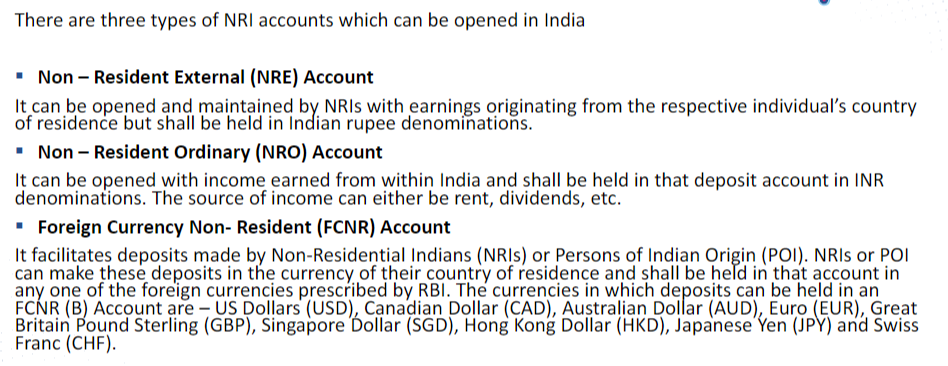 There are three types of NRI accounts which can be opened in India
▪ Non – Resident External (NRE) Account
It can be opened and maintained by NRIs with earnings originating from the respective individual's country
of residence but shall be held in Indian rupee denominations.
▪ Non – Resident Ordinary (NRO) Account
It can be opened with income earned from within India and shall be held in that deposit account in INR
denominations. The source of income can either be rent, dividends, etc.
▪ Foreign Currency Non- Resident (FCNR) Account
It facilitates deposits made by Non-Residential Indians (NRIs) or Persons of Indian Origin (POI). NRIs or POI
can make these deposits in the currency of their country of residence and shall be held in that account in
any one of the foreign currencies prescribed by RBI. The currencies in which deposits can be held in an
FCNR (B) Account are – US Dollars (USD), Canadian Dollar (CAD), Australian Dollar (AUD), Euro (EUR), Great
Britain Pound Sterling (GBP), Singapore Dollar (SGD), Hong Kong Dollar (HKD), Japanese Yen (JPY) and Swiss
Franc (CHF).